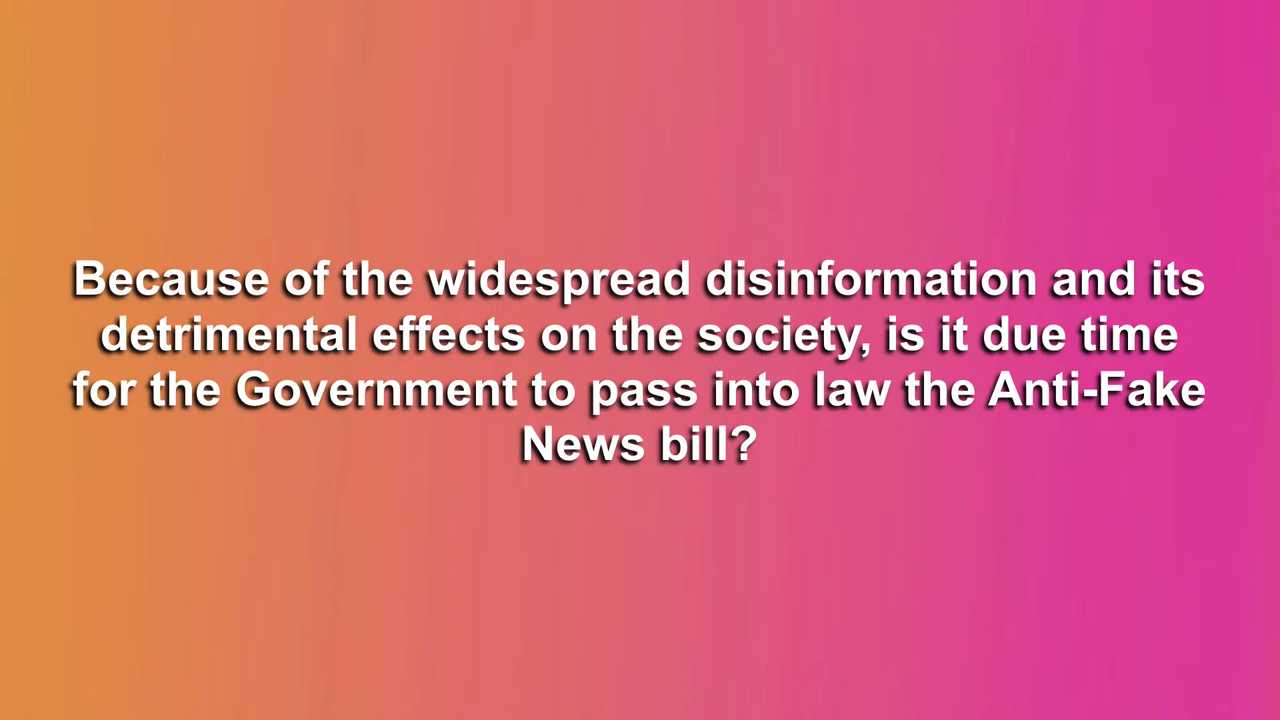 Because of the widespread disinformation and its
detrimental effects on the society, is it due time
for the Government to pass into law the Anti-Fake
News bill?